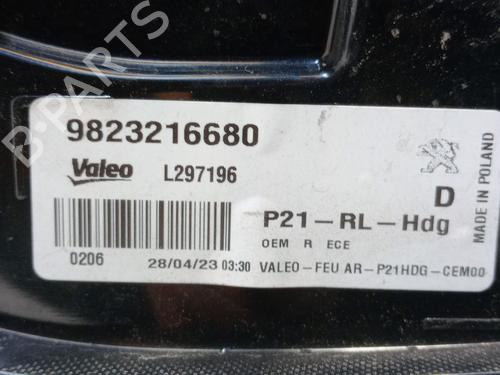 B-PARTS
9823216680
Valeo L297196
MADE IN POLAND
D
P21-RL-Hdg
OEM R ECE
0206 28/04/23 03:30 VALEO-FEU AR-P21HDG-CEM00